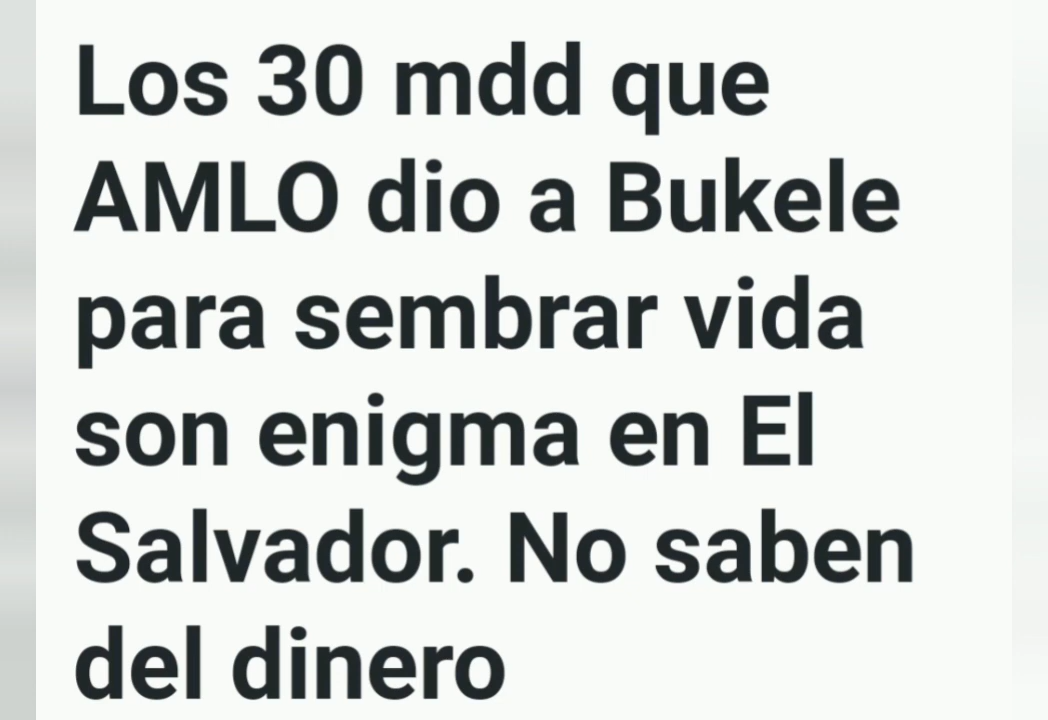 Los 30 mdd que
AMLO dio a Bukele
para sembrar vida
son enigma en El
Salvador. No saben
del dinero